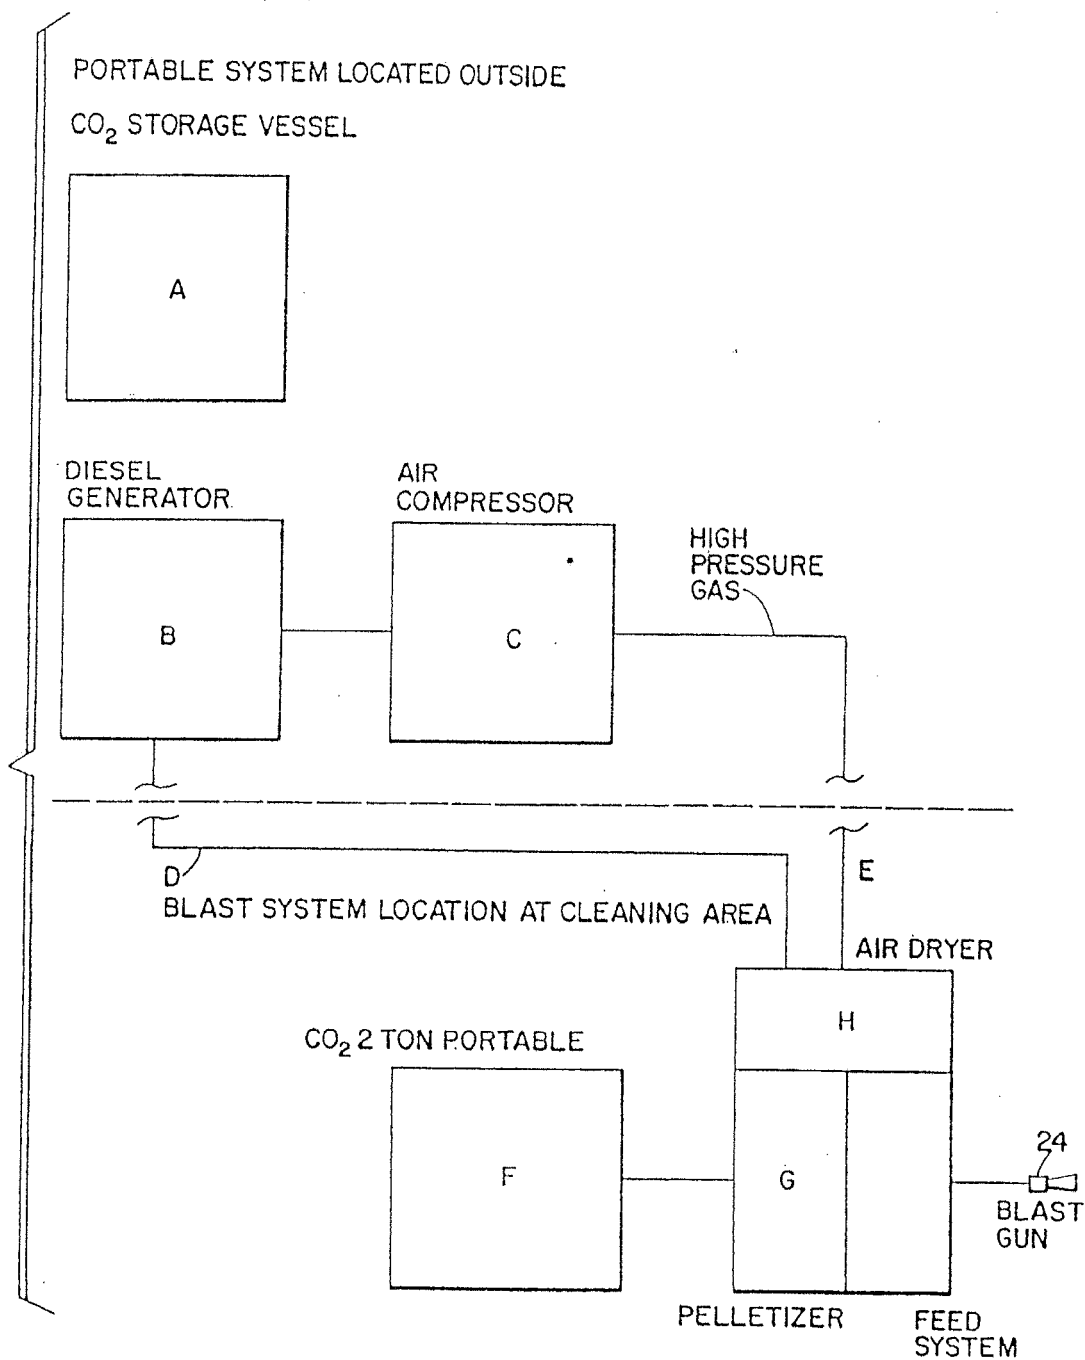 PORTABLE SYSTEM LOCATED OUTSIDE
CO2 STORAGE VESSEL
A
DIESEL
GENERATOR
AIR
COMPRESSOR
HIGH
PRESSURE
GAS
B
C
D
E
BLAST SYSTEM LOCATION AT CLEANING AREA
AIR DRYER
H
CO2 2 TON PORTABLE
F
G
24
BLAST
GUN
PELLETIZER
FEED
SYSTEM